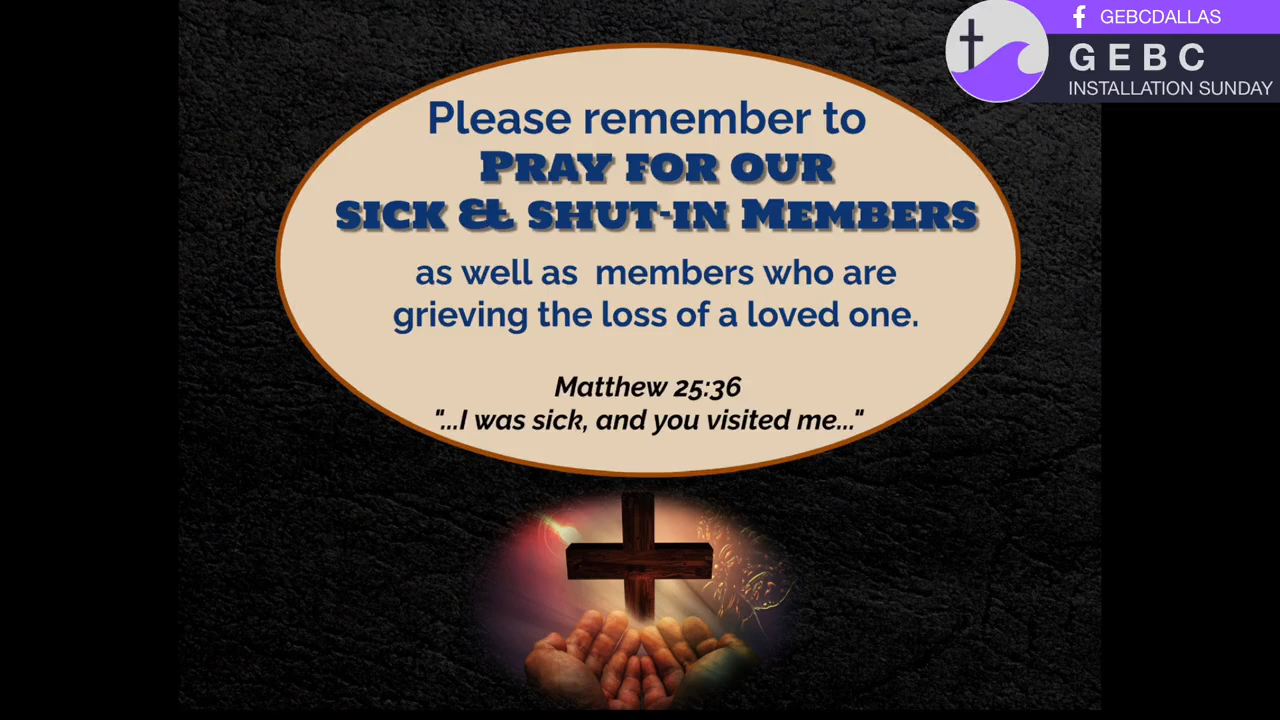 GEBCDALLAS
GEBC
INSTALLATION SUNDAY
Please remember to
PRAY FOR OUR
SICK & SHUT-IN MEMBERS
as well as members who are
grieving the loss of a loved one.
Matthew 25:36
"...I was sick, and you visited me..."